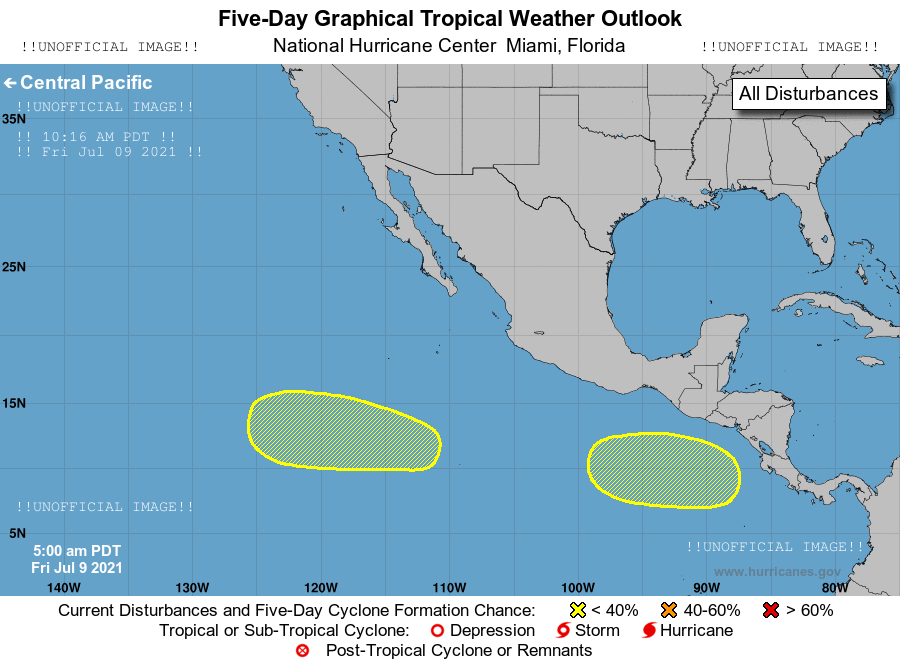 Five-Day Graphical Tropical Weather Outlook
!!UNOFFICIAL IMAGE!!
National Hurricane Center  Miami, Florida
!!UNOFFICIAL IMAGE!!
← Central Pacific
All Disturbances
!!UNOFFICIAL IMAGE!!
35N
!! 10:16 AM PDT !!
!! Fri Jul 09 2021 !!
25N
15N
!!UNOFFICIAL IMAGE!!
5N
5:00 am PDT
Fri Jul 9 2021
!!UNOFFICIAL IMAGE!!
www.hurricanes.gov
140W 130W 120W 110W 100W 90W 80W
Current Disturbances and Five-Day Cyclone Formation Chance: < 40% 40-60% > 60%
Tropical or Sub-Tropical Cyclone: Depression Storm Hurricane
Post-Tropical Cyclone or Remnants